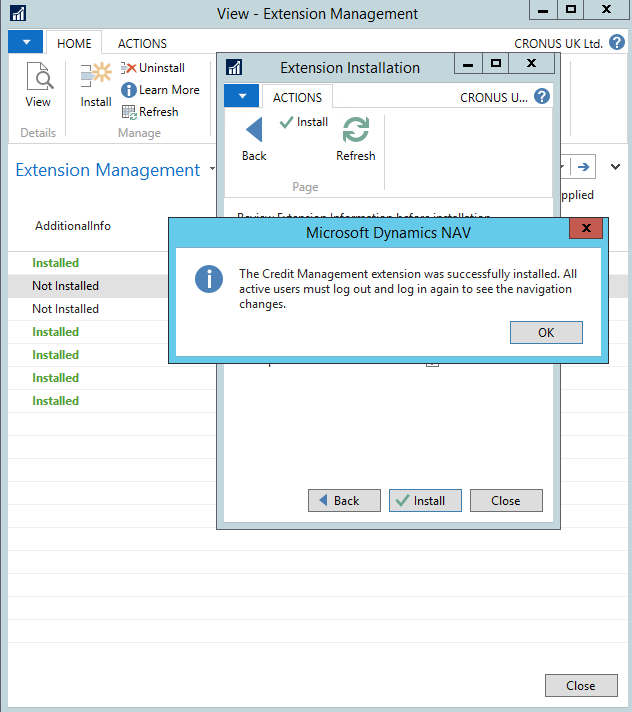 View - Extension Management
HOME
ACTIONS
CRONUS UK Ltd.
View
Details
Install
Uninstall
Learn More
Refresh
Manage
Extension Management
AdditionalInfo
Installed
Not Installed
Not Installed
Installed
Installed
Installed
Installed
Extension Installation
ACTIONS
CRONUS U...
Back
Install
Refresh
Page
Review Extension Information before installation
Microsoft Dynamics NAV
The Credit Management extension was successfully installed. All
active users must log out and log in again to see the navigation
changes.
OK
Back
Install
Close
Close